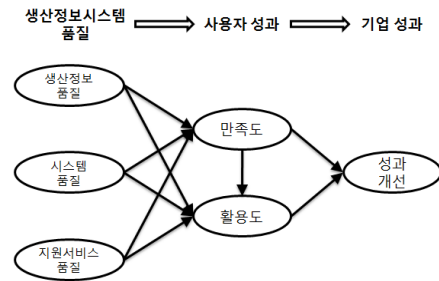 생산정보시스템
품질
사용자 성과
기업 성과
생산정보
품질
시스템
품질
지원서비스
품질
만족도
활용도
성과
개선